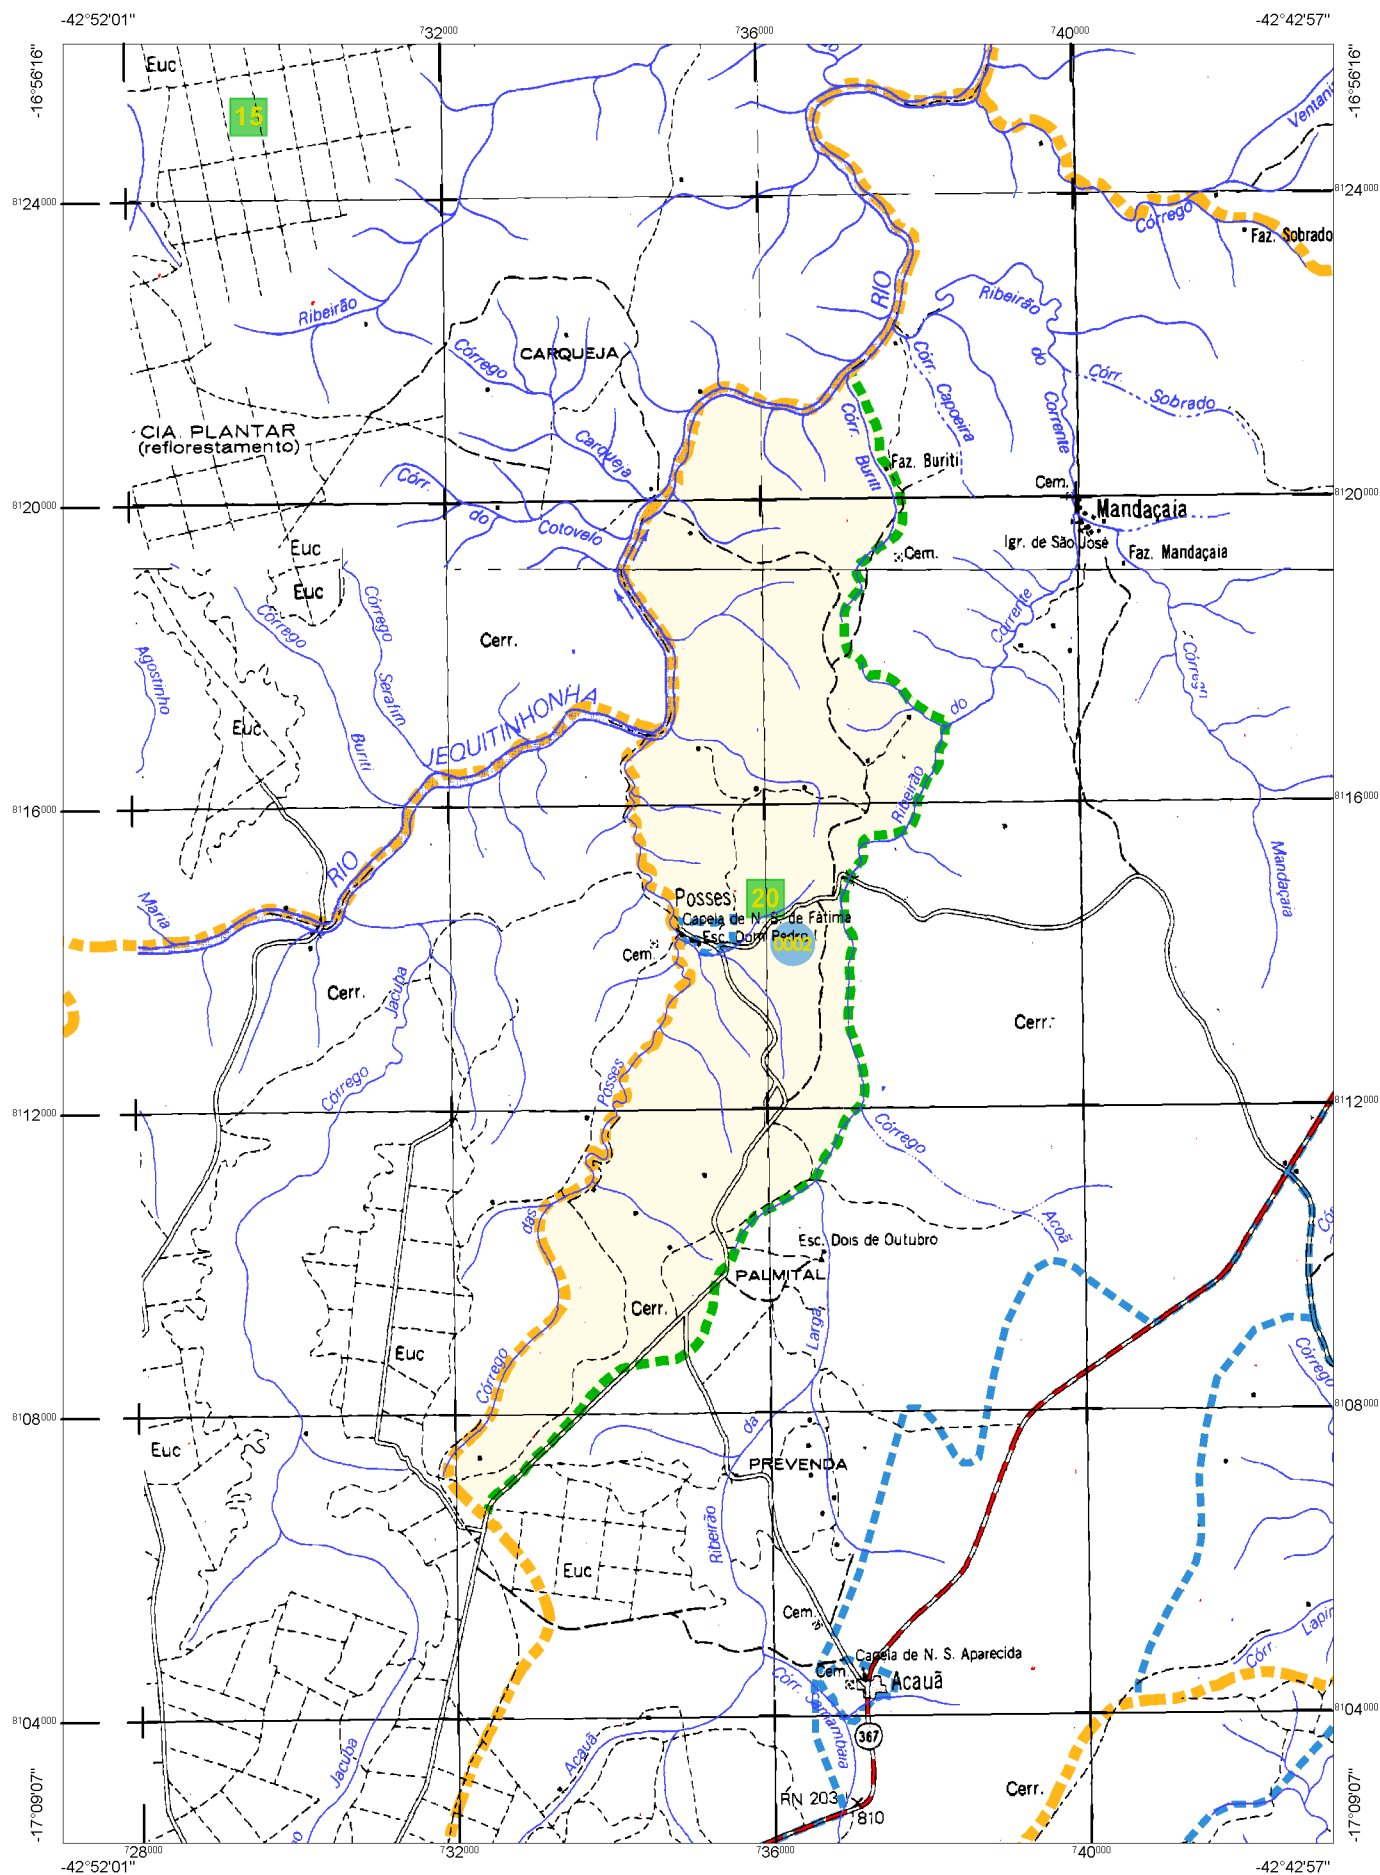 -42°52'01"
732000
736000
740000
-42°42'57"
-16°56'16"
-16°56'16"
Euc
15
Córrego
Faz. Sobrado
8124000
8124000
RIO
Ribeirão
Ribeirão
do
Corrente
Córrego
Carqueja
CARQUEJA
Córr. Capoeira
Córr. Sobrado
Córr. Buriti
CIA. PLANTAR
(reflorestamento)
Faz. Buriti
Córr. do Cotovelo
Cem.
8120000
8120000
Mandaçaia
Igr. de São José
Faz. Mandaçaia
Cem.
Euc
Euc
Córrego Buriti
Córrego Serafim
Cerr.
Corrente
Agostinho
Córrego
Mandaçaia
Euc
JEQUITINHONHA
do
Ribeirão
8116000
8116000
RIO
Maria
Posses
20
Capela de N. S. de Fátima
Esc. Dom Pedro I
0002
Cem.
Cerr.
Jacuba
Córrego
Cerr.
Posses
8112000
8112000
Córrego
Acoã
das
Esc. Dois de Outubro
PALMITAL
Cerr.
Larga
Euc
Córrego
Córrego
8108000
8108000
Euc
da
PREVENDA
Ribeirão
Euc
Cem.
Capela de N. S. Aparecida
Cem.
Acauã
Córr. Samambaia
Córr.
8104000
8104000
367
Acauã
Jacuba
RN 203
810
Cerr.
-17°09'07"
-17°09'07"
728000
732000
736000
740000
-42°52'01"
-42°42'57"